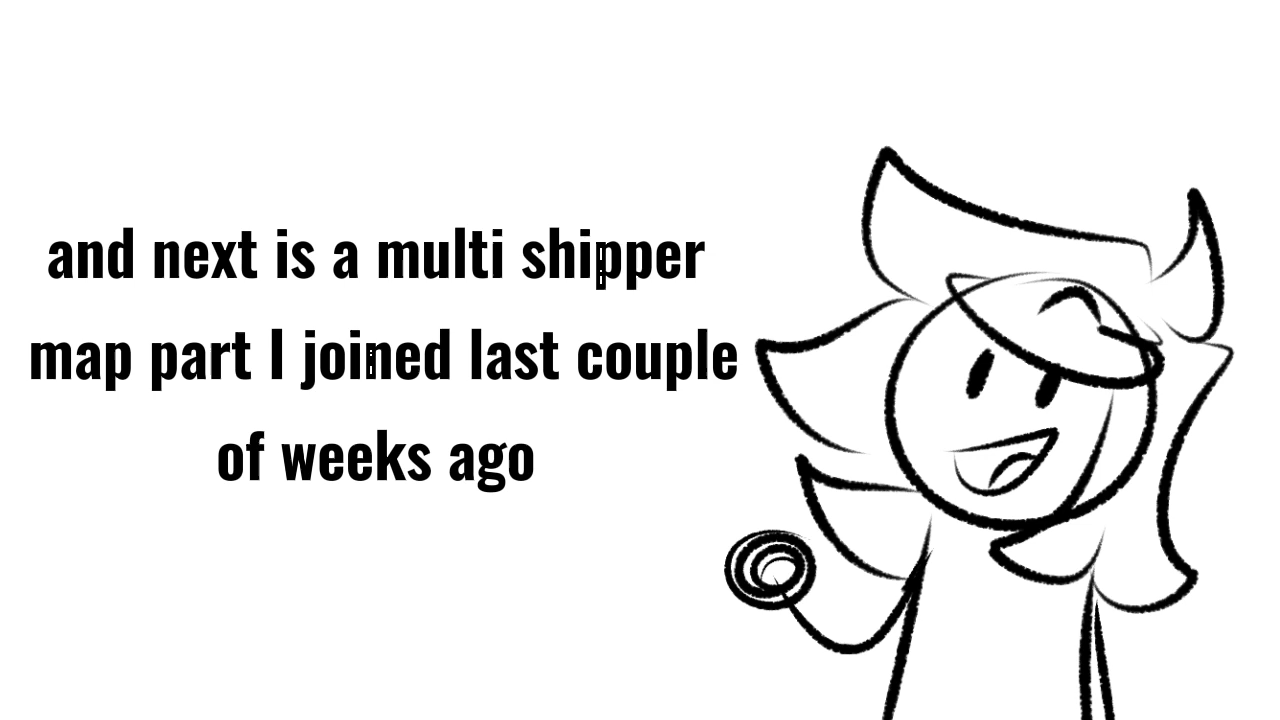 and next is a multi shipper
map part I joined last couple
of weeks ago